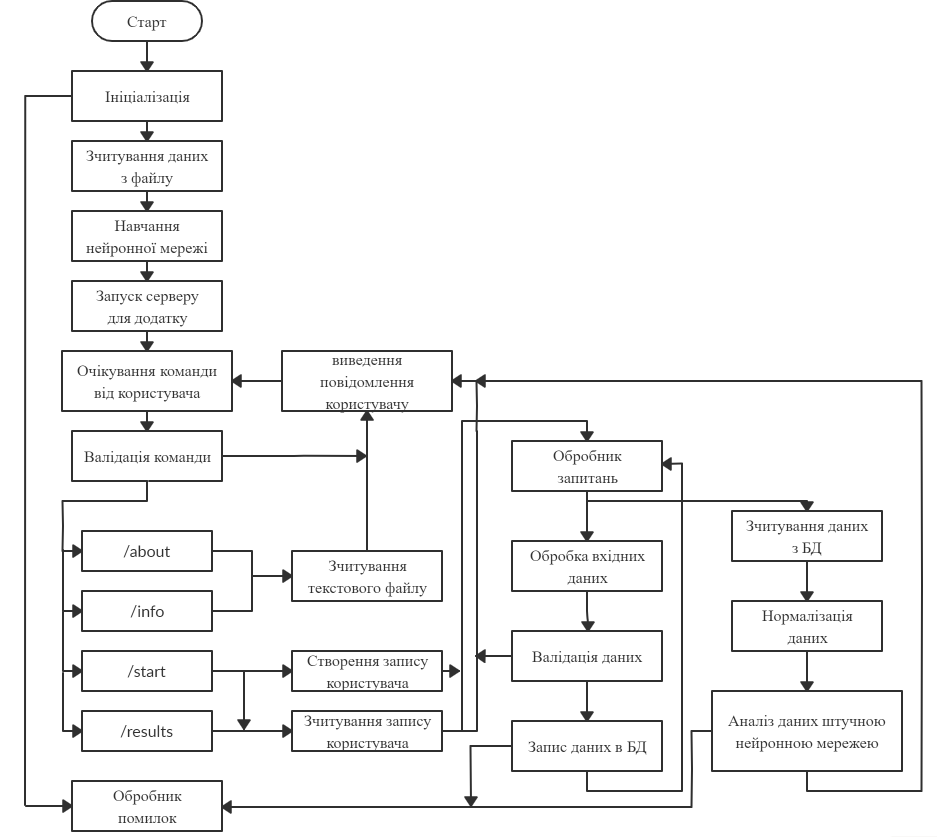 Старт
Ініціалізація
Зчитування даних
з файлу
Навчання
нейронної мережі
Запуск серверу
для додатку
Очікування команди
від користувача
виведення
повідомлення
користувачу
Валідація команди
Обробник
запитань
/about
/info
/start
/results
Зчитування
текстового файлу
Створення запису
користувача
Зчитування запису
користувача
Обробка вхідних
даних
Валідація даних
Запис даних в БД
Зчитування даних
з БД
Нормалізація
даних
Аналіз даних штучною
нейронною мережею
Обробник
помилок